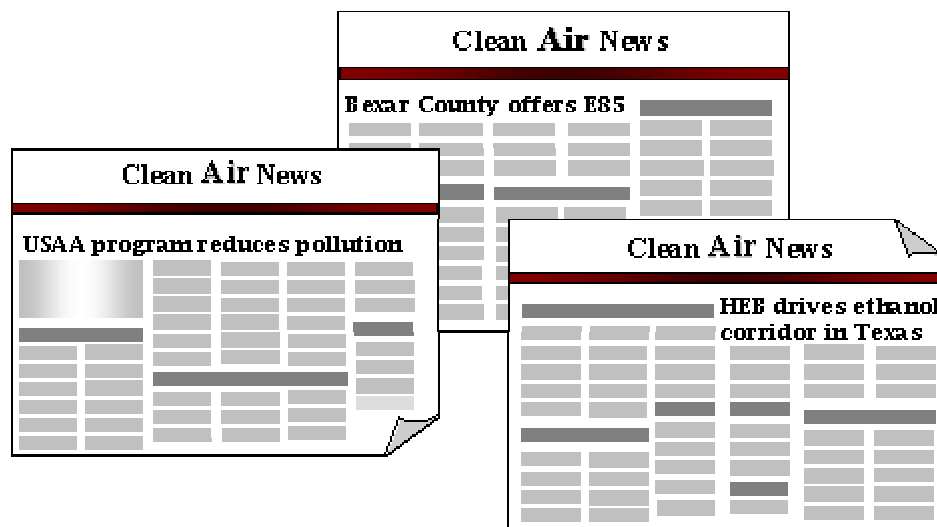 Clean Air News
Bexar County offers E85
Clean Air News
USAA program reduces pollution
Clean Air News
HEB drives ethanol
corridor in Texas